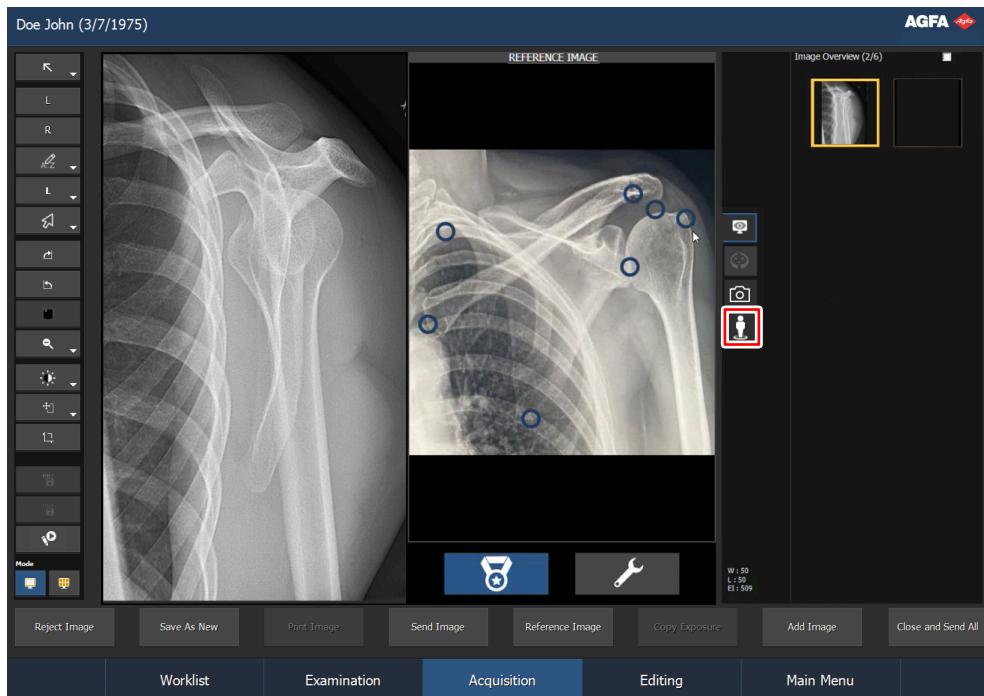 Doe John (3/7/1975)
AGFA
REFERENCE IMAGE
Image Overview (2/6)
L
R
A-Z
L
Mode
W : 50
L : 50
EI : 509
Reject Image
Save As New
Print Image
Send Image
Reference Image
Copy Exposure
Add Image
Close and Send All
Worklist
Examination
Acquisition
Editing
Main Menu